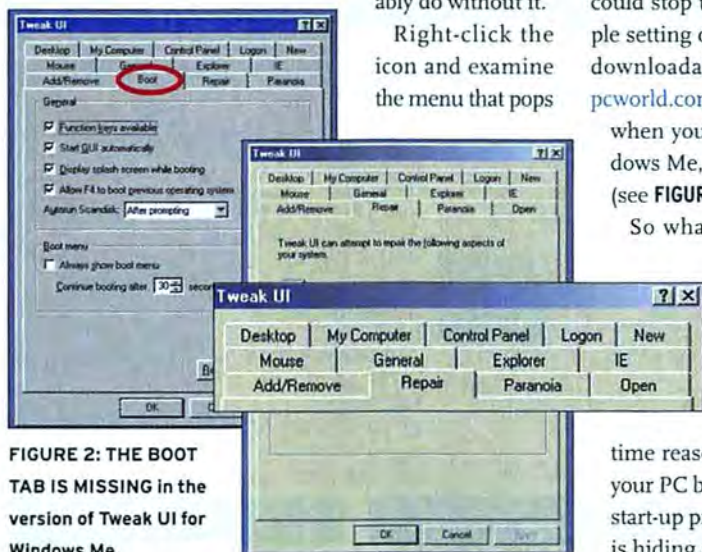 ably do without it.
Right-click the
icon and examine
the menu that pops
could stop t
ple setting o
downloada
pcworld.con
when you
dows Me,
(see FIGUR
So wha
time reas
your PC b
start-up p
is hiding
Tweak UI
Desktop My Computer Control Panel Logon New
Mouse General Explorer IE
Add/Remove Boot Repair Paranoia
General
Function keys available
Start GUI automatically
Display splash screen while booting
Allow F4 to boot previous operating system
Autorun Scandisk: After prompting
Boot menu
Always show boot menu
Continue booting after 30 secon
OK
Tweak UI
Desktop My Computer Control Panel Logon New
Mouse General Explorer IE
Add/Remove Repair Paranoia Open
Tweak UI can attempt to repair the following aspects of
your system.
Tweak UI
Desktop My Computer Control Panel Logon New
Mouse General Explorer IE
Add/Remove Repair Paranoia Open
OK Cancel
FIGURE 2: THE BOOT
TAB IS MISSING in the
version of Tweak UI for
Windows Me.